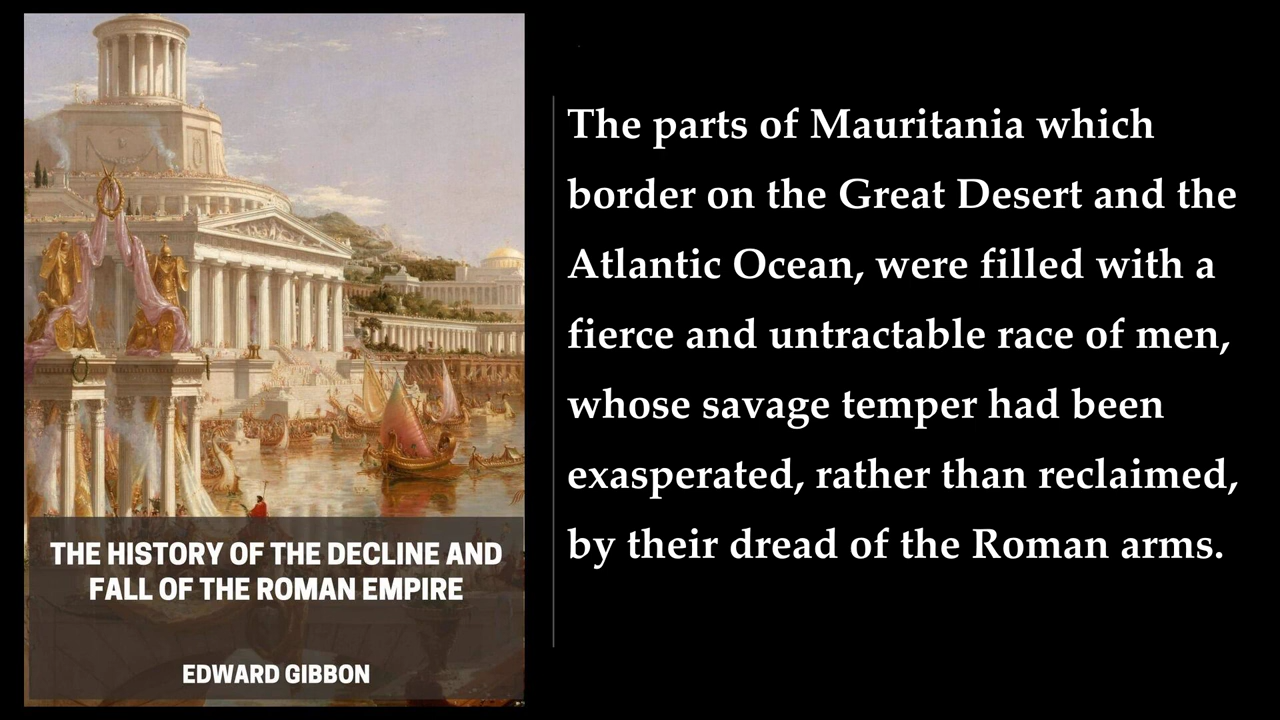 THE HISTORY OF THE DECLINE AND
FALL OF THE ROMAN EMPIRE
EDWARD GIBBON
The parts of Mauritania which
border on the Great Desert and the
Atlantic Ocean, were filled with a
fierce and untractable race of men,
whose savage temper had been
exasperated, rather than reclaimed,
by their dread of the Roman arms.